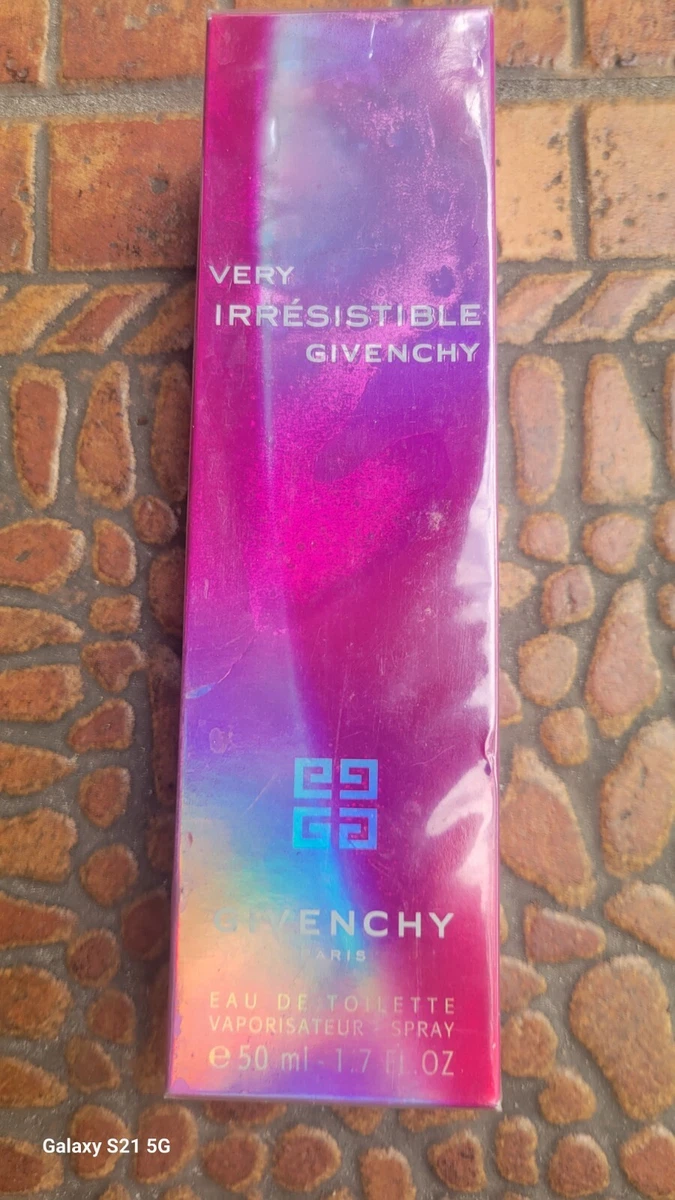 VERY
IRRÉSISTIBLE
GIVENCHY
GIVENCHY
PARIS
EAU DE TOILETTE
VAPORISATEUR - SPRAY
e 50 ml - 1.7 FL.OZ
Galaxy S21 5G